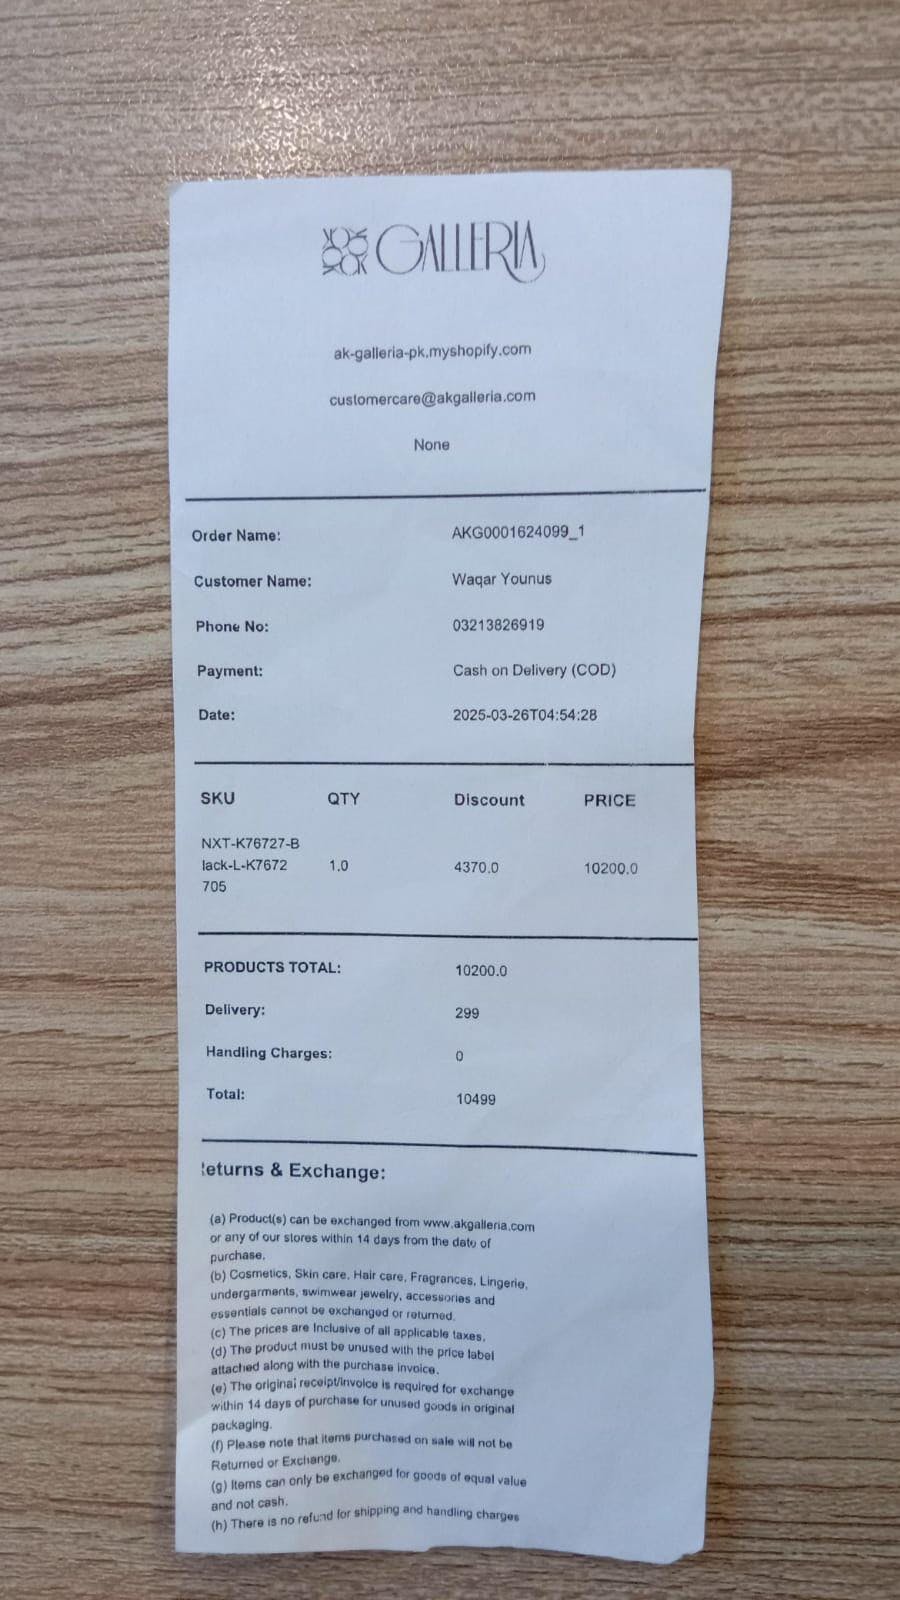 GALLERIA
ak-galleria-pk.myshopify.com
customercare@akgalleria.com
None
Order Name: AKG0001624099_1
Customer Name: Waqar Younus
Phone No: 03213826919
Payment: Cash on Delivery (COD)
Date: 2025-03-26T04:54:28
SKU QTY Discount PRICE
NXT-K76727-B
lack-L-K7672 1.0 4370.0 10200.0
705
PRODUCTS TOTAL: 10200.0
Delivery: 299
Handling Charges: 0
Total: 10499
eturns & Exchange:
(a) Product(s) can be exchanged from www.akgalleria.com
or any of our stores within 14 days from the date of
purchase.
(b) Cosmetics, Skin care, Hair care, Fragrances, Lingerie,
undergarments, swimwear jewelry, accessories and
essentials cannot be exchanged or returned.
(c) The prices are Inclusive of all applicable taxes.
(d) The product must be unused with the price label
attached along with the purchase invoice.
(e) The original receipt/invoice is required for exchange
within 14 days of purchase for unused goods in original
packaging.
(f) Please note that items purchased on sale will not be
Returned or Exchange.
(g) Items can only be exchanged for goods of equal value
and not cash.
(h) There is no refund for shipping and handling charges